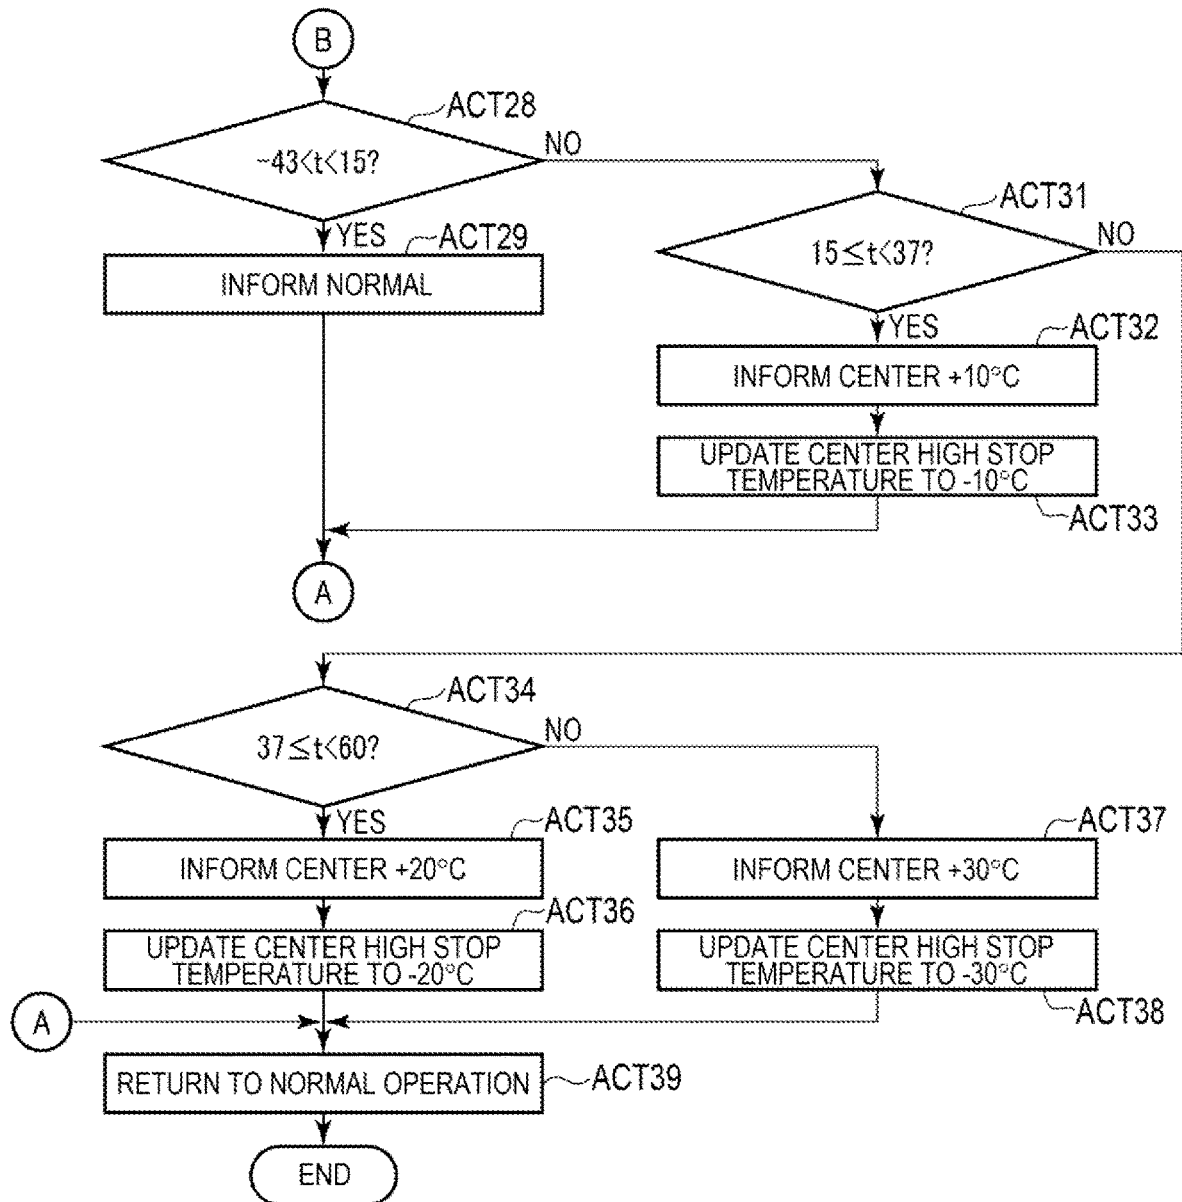 B
ACT28
-43<t<15?
NO
YES
ACT29
INFORM NORMAL
ACT31
15≤t<37?
NO
YES
ACT32
INFORM CENTER +10°C
UPDATE CENTER HIGH STOP
TEMPERATURE TO -10°C
ACT33
A
ACT34
37≤t<60?
NO
YES
ACT35
INFORM CENTER +20°C
ACT36
UPDATE CENTER HIGH STOP
TEMPERATURE TO -20°C
ACT37
INFORM CENTER +30°C
UPDATE CENTER HIGH STOP
TEMPERATURE TO -30°C
ACT38
A
RETURN TO NORMAL OPERATION
ACT39
END